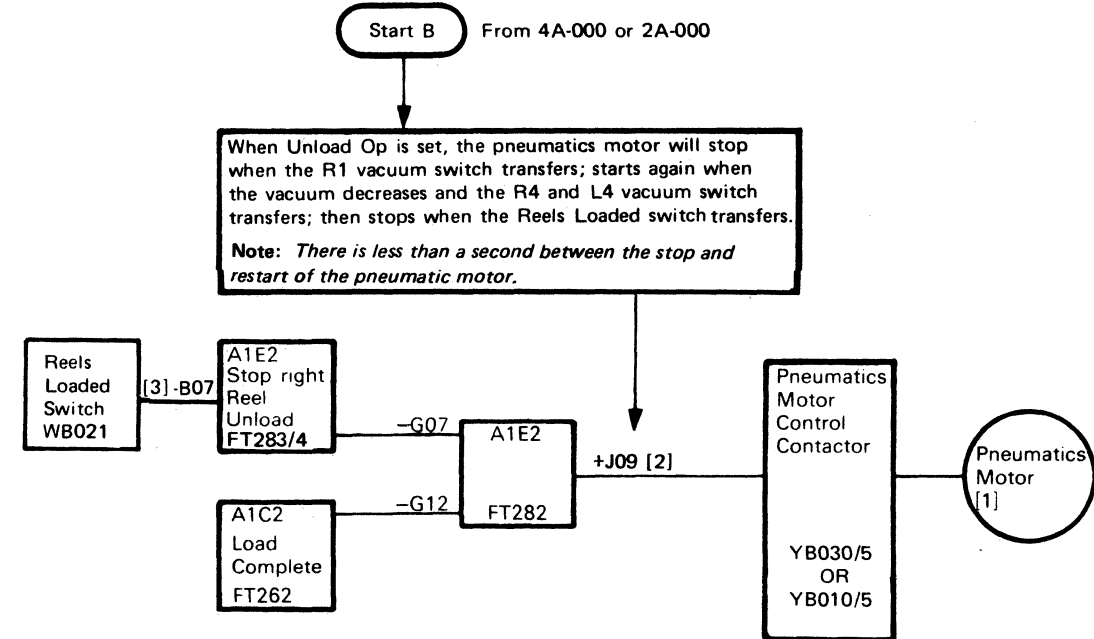 Start B
From 4A-000 or 2A-000
When Unload Op is set, the pneumatics motor will stop
when the R1 vacuum switch transfers; starts again when
the vacuum decreases and the R4 and L4 vacuum switch
transfers; then stops when the Reels Loaded switch transfers.
Note: There is less than a second between the stop and
restart of the pneumatic motor.
Reels
Loaded
Switch
WB021
[3] -B07
A1E2
Stop right
Reel
Unload
FT283/4
—G07
A1C2
Load
Complete
FT262
—G12
A1E2
FT282
+J09 [2]
Pneumatics
Motor
Control
Contactor
YB030/5
OR
YB010/5
Pneumatics
Motor
[1]